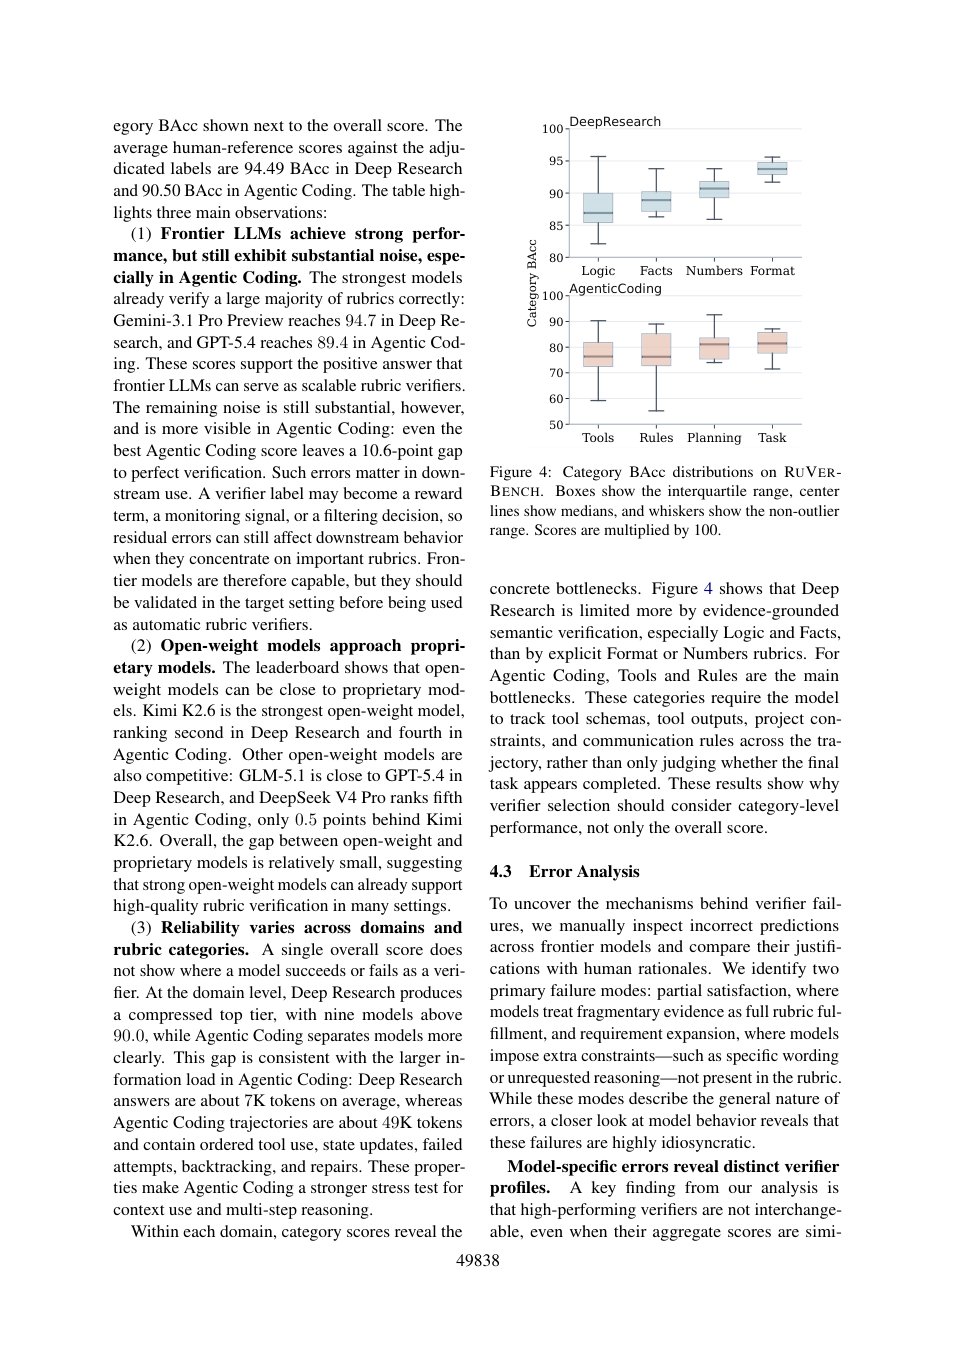 egory BAcc shown next to the overall score. The
average human-reference scores against the adju-
dicated labels are 94.49 BAcc in Deep Research
and 90.50 BAcc in Agentic Coding. The table high-
lights three main observations:
(1) Frontier LLMs achieve strong perfor-
mance, but still exhibit substantial noise, espe-
cially in Agentic Coding. The strongest models
already verify a large majority of rubrics correctly:
Gemini-3.1 Pro Preview reaches 94.7 in Deep Re-
search, and GPT-5.4 reaches 89.4 in Agentic Cod-
ing. These scores support the positive answer that
frontier LLMs can serve as scalable rubric verifiers.
The remaining noise is still substantial, however,
and is more visible in Agentic Coding: even the
best Agentic Coding score leaves a 10.6-point gap
to perfect verification. Such errors matter in down-
stream use. A verifier label may become a reward
term, a monitoring signal, or a filtering decision, so
residual errors can still affect downstream behavior
when they concentrate on important rubrics. Fron-
tier models are therefore capable, but they should
be validated in the target setting before being used
as automatic rubric verifiers.
(2) Open-weight models approach propri-
etary models. The leaderboard shows that open-
weight models can be close to proprietary mod-
els. Kimi K2.6 is the strongest open-weight model,
ranking second in Deep Research and fourth in
Agentic Coding. Other open-weight models are
also competitive: GLM-5.1 is close to GPT-5.4 in
Deep Research, and DeepSeek V4 Pro ranks fifth
in Agentic Coding, only 0.5 points behind Kimi
K2.6. Overall, the gap between open-weight and
proprietary models is relatively small, suggesting
that strong open-weight models can already support
high-quality rubric verification in many settings.
(3) Reliability varies across domains and
rubric categories. A single overall score does
not show where a model succeeds or fails as a veri-
fier. At the domain level, Deep Research produces
a compressed top tier, with nine models above
90.0, while Agentic Coding separates models more
clearly. This gap is consistent with the larger in-
formation load in Agentic Coding: Deep Research
answers are about 7K tokens on average, whereas
Agentic Coding trajectories are about 49K tokens
and contain ordered tool use, state updates, failed
attempts, backtracking, and repairs. These proper-
ties make Agentic Coding a stronger stress test for
context use and multi-step reasoning.
Within each domain, category scores reveal the
DeepResearch
100
95
90
85
80
Logic Facts Numbers Format
Category BAcc
AgenticCoding
100
90
80
70
60
50
Tools Rules Planning Task
Figure 4: Category BAcc distributions on RUVER-
BENCH. Boxes show the interquartile range, center
lines show medians, and whiskers show the non-outlier
range. Scores are multiplied by 100.
concrete bottlenecks. Figure 4 shows that Deep
Research is limited more by evidence-grounded
semantic verification, especially Logic and Facts,
than by explicit Format or Numbers rubrics. For
Agentic Coding, Tools and Rules are the main
bottlenecks. These categories require the model
to track tool schemas, tool outputs, project con-
straints, and communication rules across the tra-
jectory, rather than only judging whether the final
task appears completed. These results show why
verifier selection should consider category-level
performance, not only the overall score.
4.3 Error Analysis
To uncover the mechanisms behind verifier fail-
ures, we manually inspect incorrect predictions
across frontier models and compare their justifi-
cations with human rationales. We identify two
primary failure modes: partial satisfaction, where
models treat fragmentary evidence as full rubric ful-
fillment, and requirement expansion, where models
impose extra constraints—such as specific wording
or unrequested reasoning—not present in the rubric.
While these modes describe the general nature of
errors, a closer look at model behavior reveals that
these failures are highly idiosyncratic.
Model-specific errors reveal distinct verifier
profiles. A key finding from our analysis is
that high-performing verifiers are not interchange-
able, even when their aggregate scores are simi-
49838